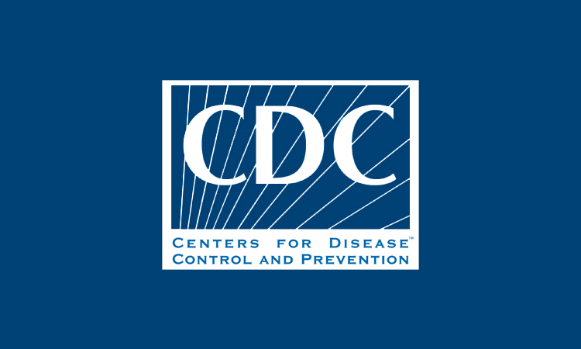 CDC
CENTERS FOR DISEASE™
CONTROL AND PREVENTION